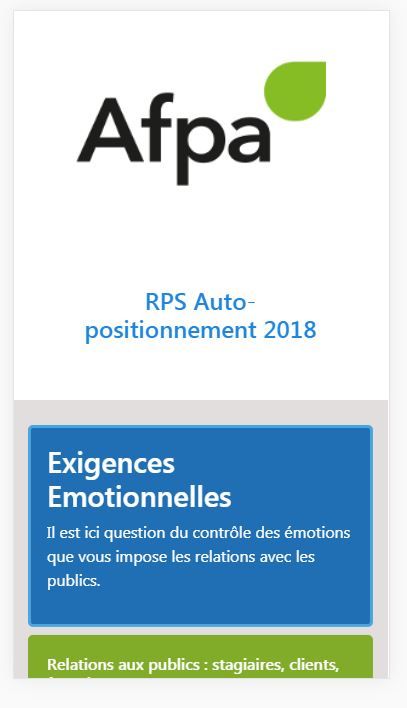 Afpa
RPS Auto-
positionnement 2018
Exigences
Emotionnelles
Il est ici question du contrôle des émotions
que vous impose les relations avec les
publics.
Relations aux publics : stagiaires, clients,